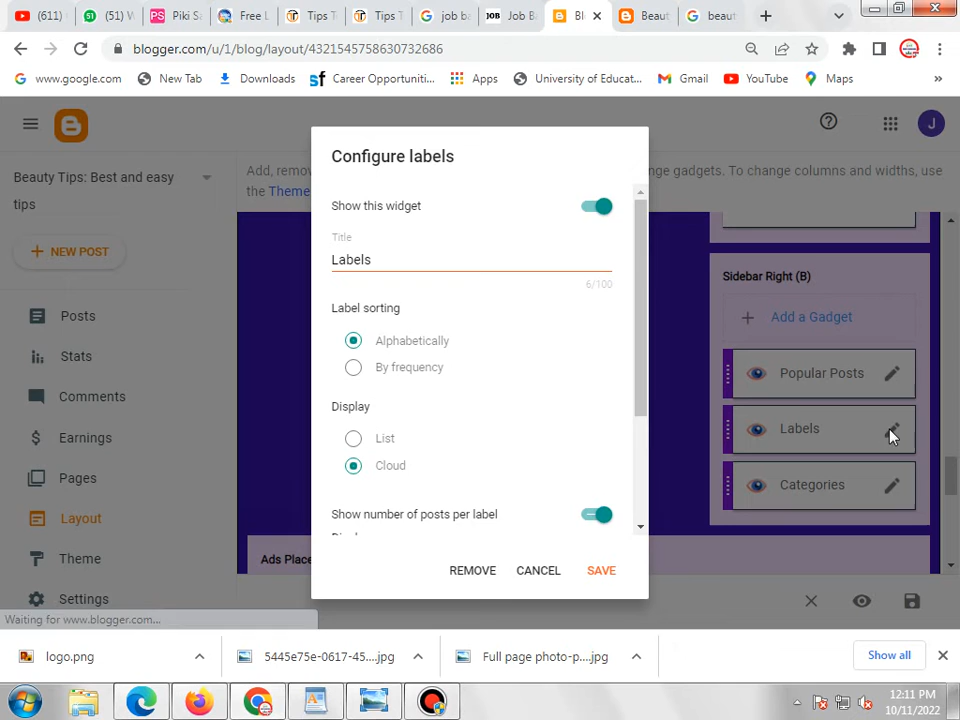 (611)
(51) W
Piki Sa
Free L
Tips T
Tips T
job ba
Job B
Blo
Beaut
beaut
blogger.com/u/1/blog/layout/4321545758630732686
www.google.com
New Tab
Downloads
Career Opportuniti...
Apps
University of Educat...
Gmail
YouTube
Maps
»
J
Beauty Tips: Best and easy
tips
Add, remov
nge gadgets. To change columns and widths, use
the Theme
NEW POST
Posts
Stats
Comments
Earnings
Pages
Layout
Theme
Settings
Configure labels
Show this widget
Title
Labels
6/100
Label sorting
Alphabetically
By frequency
Display
List
Cloud
Show number of posts per label
REMOVE
CANCEL
SAVE
Sidebar Right (B)
Add a Gadget
Popular Posts
Labels
Categories
Ads Place
Waiting for www.blogger.com...
logo.png
5445e75e-0617-45....jpg
Full page photo-p....jpg
Show all
12:11 PM
10/11/2022